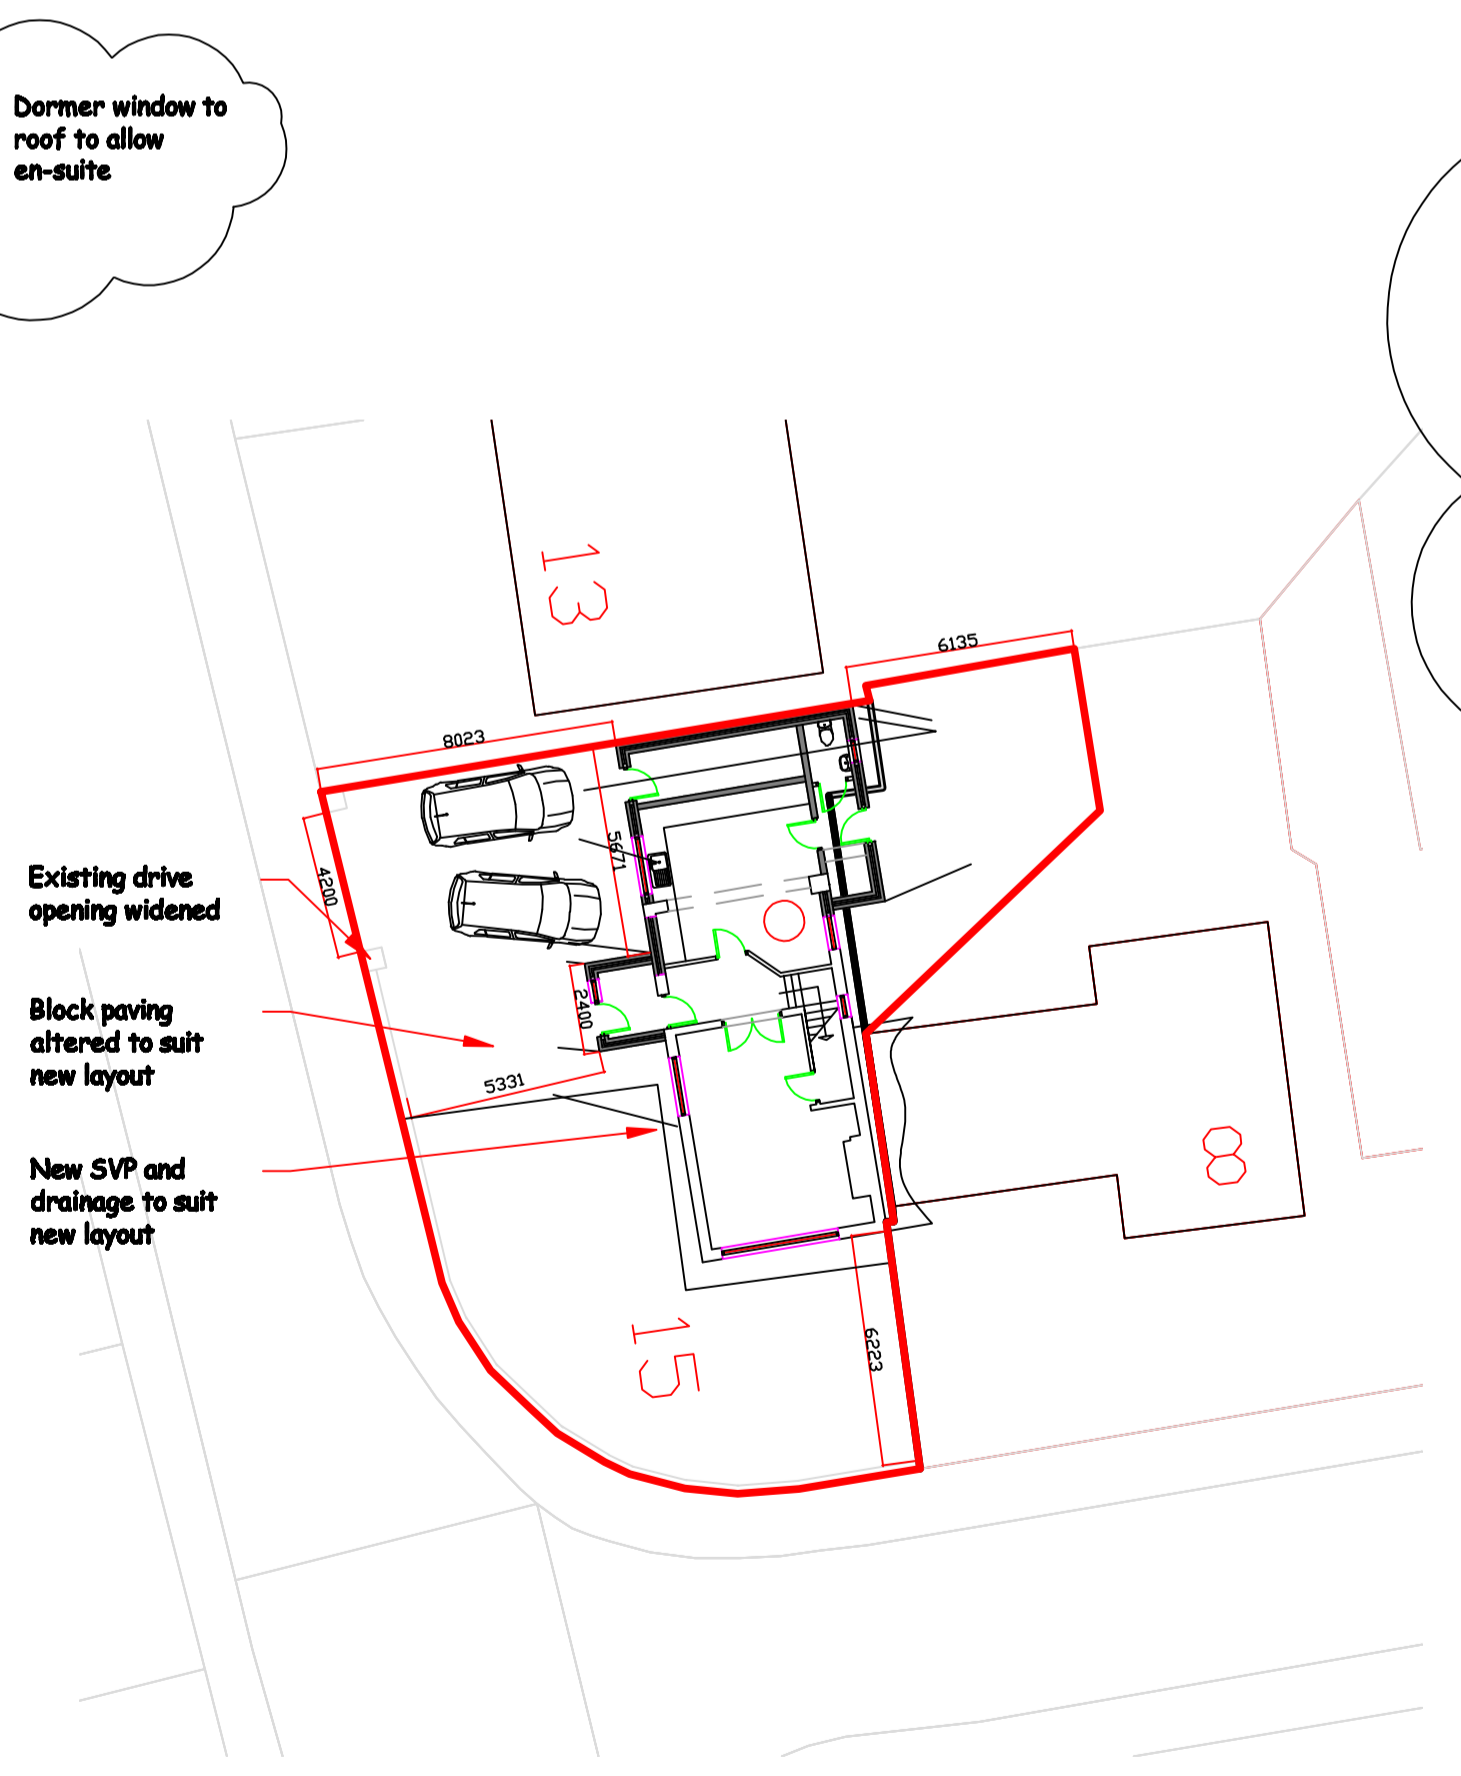 Dormer window to
roof to allow
en-suite
13
6135
8023
5671
4200
Existing drive
opening widened
2400
Block paving
altered to suit
new layout
5331
New SVP and
drainage to suit
new layout
8
15
6223